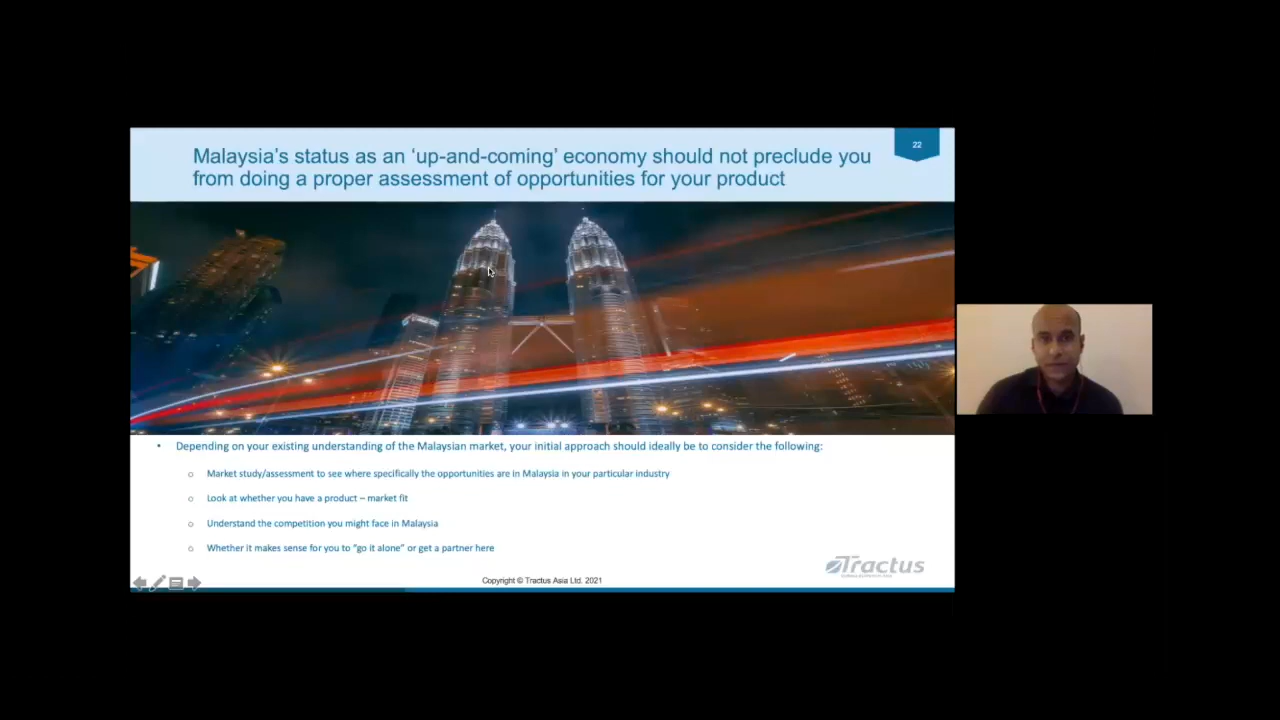 Malaysia's status as an ‘up-and-coming’ economy should not preclude you
from doing a proper assessment of opportunities for your product
22
• Depending on your existing understanding of the Malaysian market, your initial approach should ideally be to consider the following:
o Market study/assessment to see where specifically the opportunities are in Malaysia in your particular industry
o Look at whether you have a product – market fit
o Understand the competition you might face in Malaysia
o Whether it makes sense for you to “go it alone” or get a partner here
Tractus
Copyright © Tractus Asia Ltd. 2021